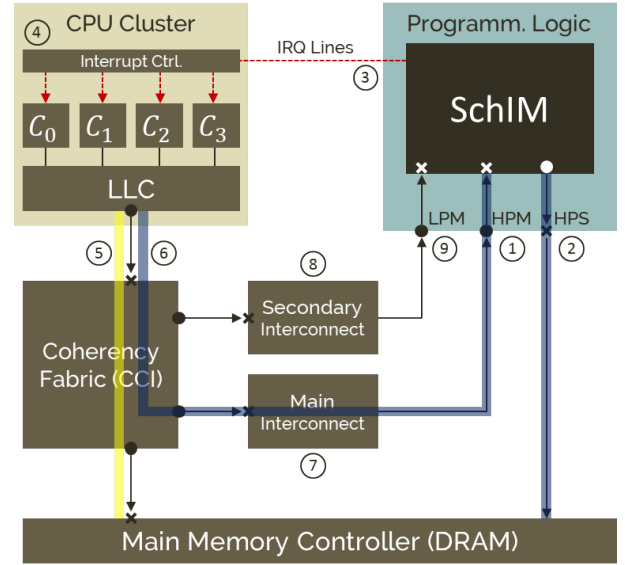 ④ CPU Cluster
Programm. Logic
Interrupt Ctrl.
IRQ Lines
③
C₀ C₁ C₂ C₃
SchIM
LLC
LPM HPM HPS
⑤ ⑥
⑨ ① ②
⑧
Secondary
Interconnect
Coherency
Fabric (CCI)
Main
Interconnect
⑦
Main Memory Controller (DRAM)